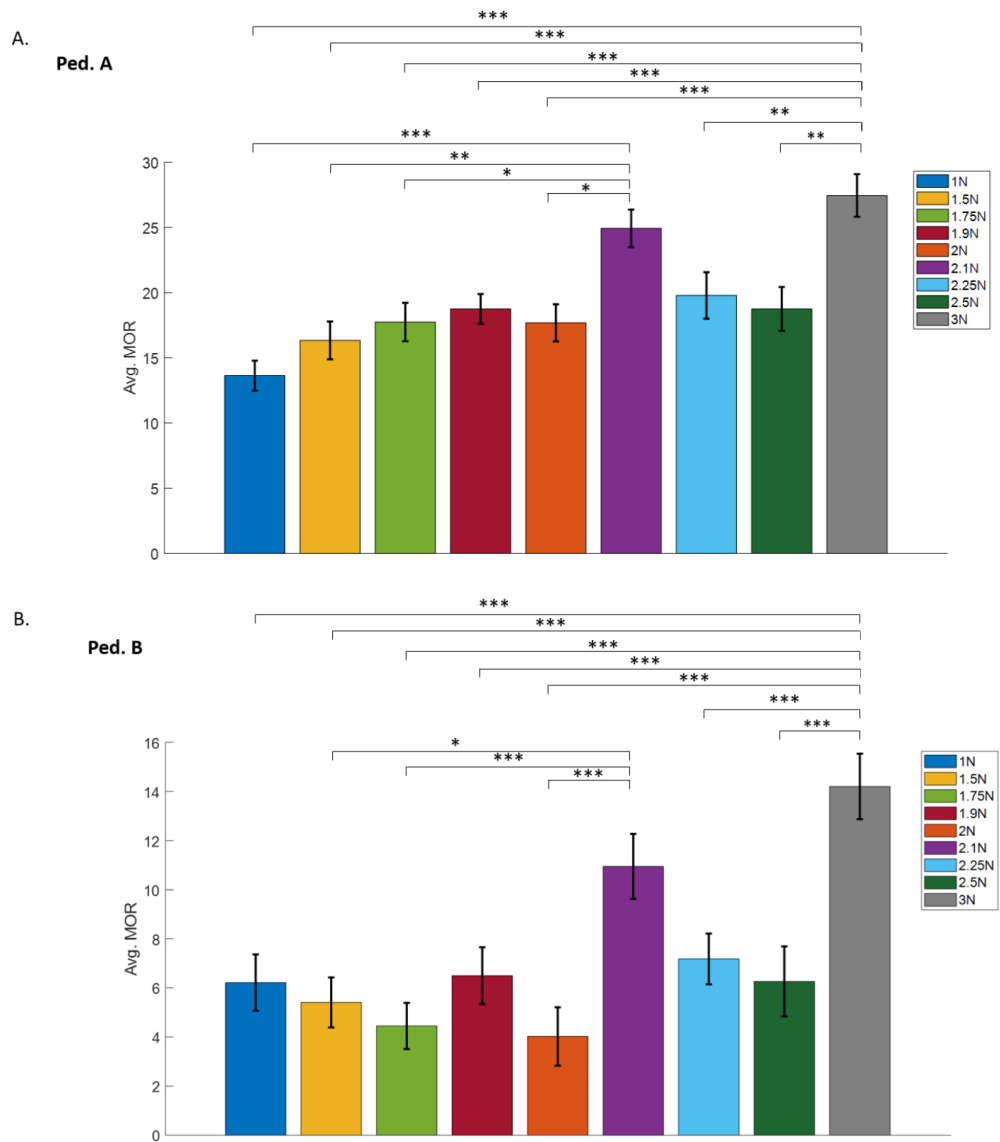 A.
Ped. A
***
***
***
***
***
**
**
***
**
*
*
30
25
20
15
10
5
0
Avg. MOR
1N
1.5N
1.75N
1.9N
2N
2.1N
2.25N
2.5N
3N
B.
Ped. B
***
***
***
***
***
***
***
*
***
***
16
14
12
10
8
6
4
2
0
Avg. MOR
1N
1.5N
1.75N
1.9N
2N
2.1N
2.25N
2.5N
3N